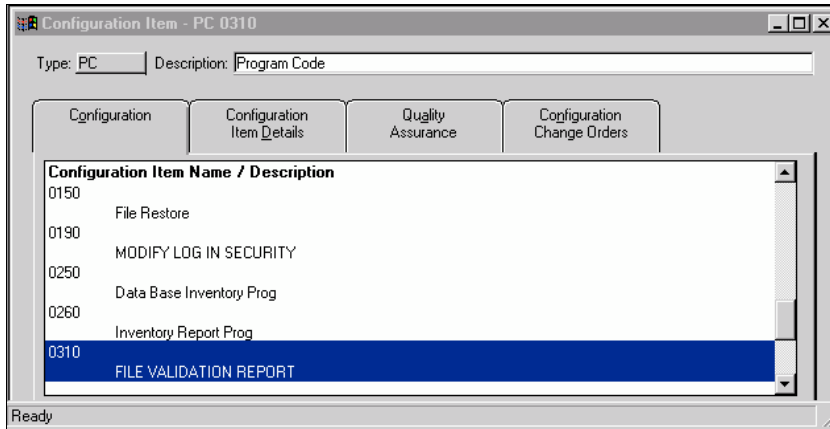 Configuration Item - PC 0310
Type: PC Description: Program Code
Configuration
Configuration
Item Details
Quality
Assurance
Configuration
Change Orders
Configuration Item Name / Description
0150
File Restore
0190
MODIFY LOG IN SECURITY
0250
Data Base Inventory Prog
0260
Inventory Report Prog
0310
FILE VALIDATION REPORT
Ready